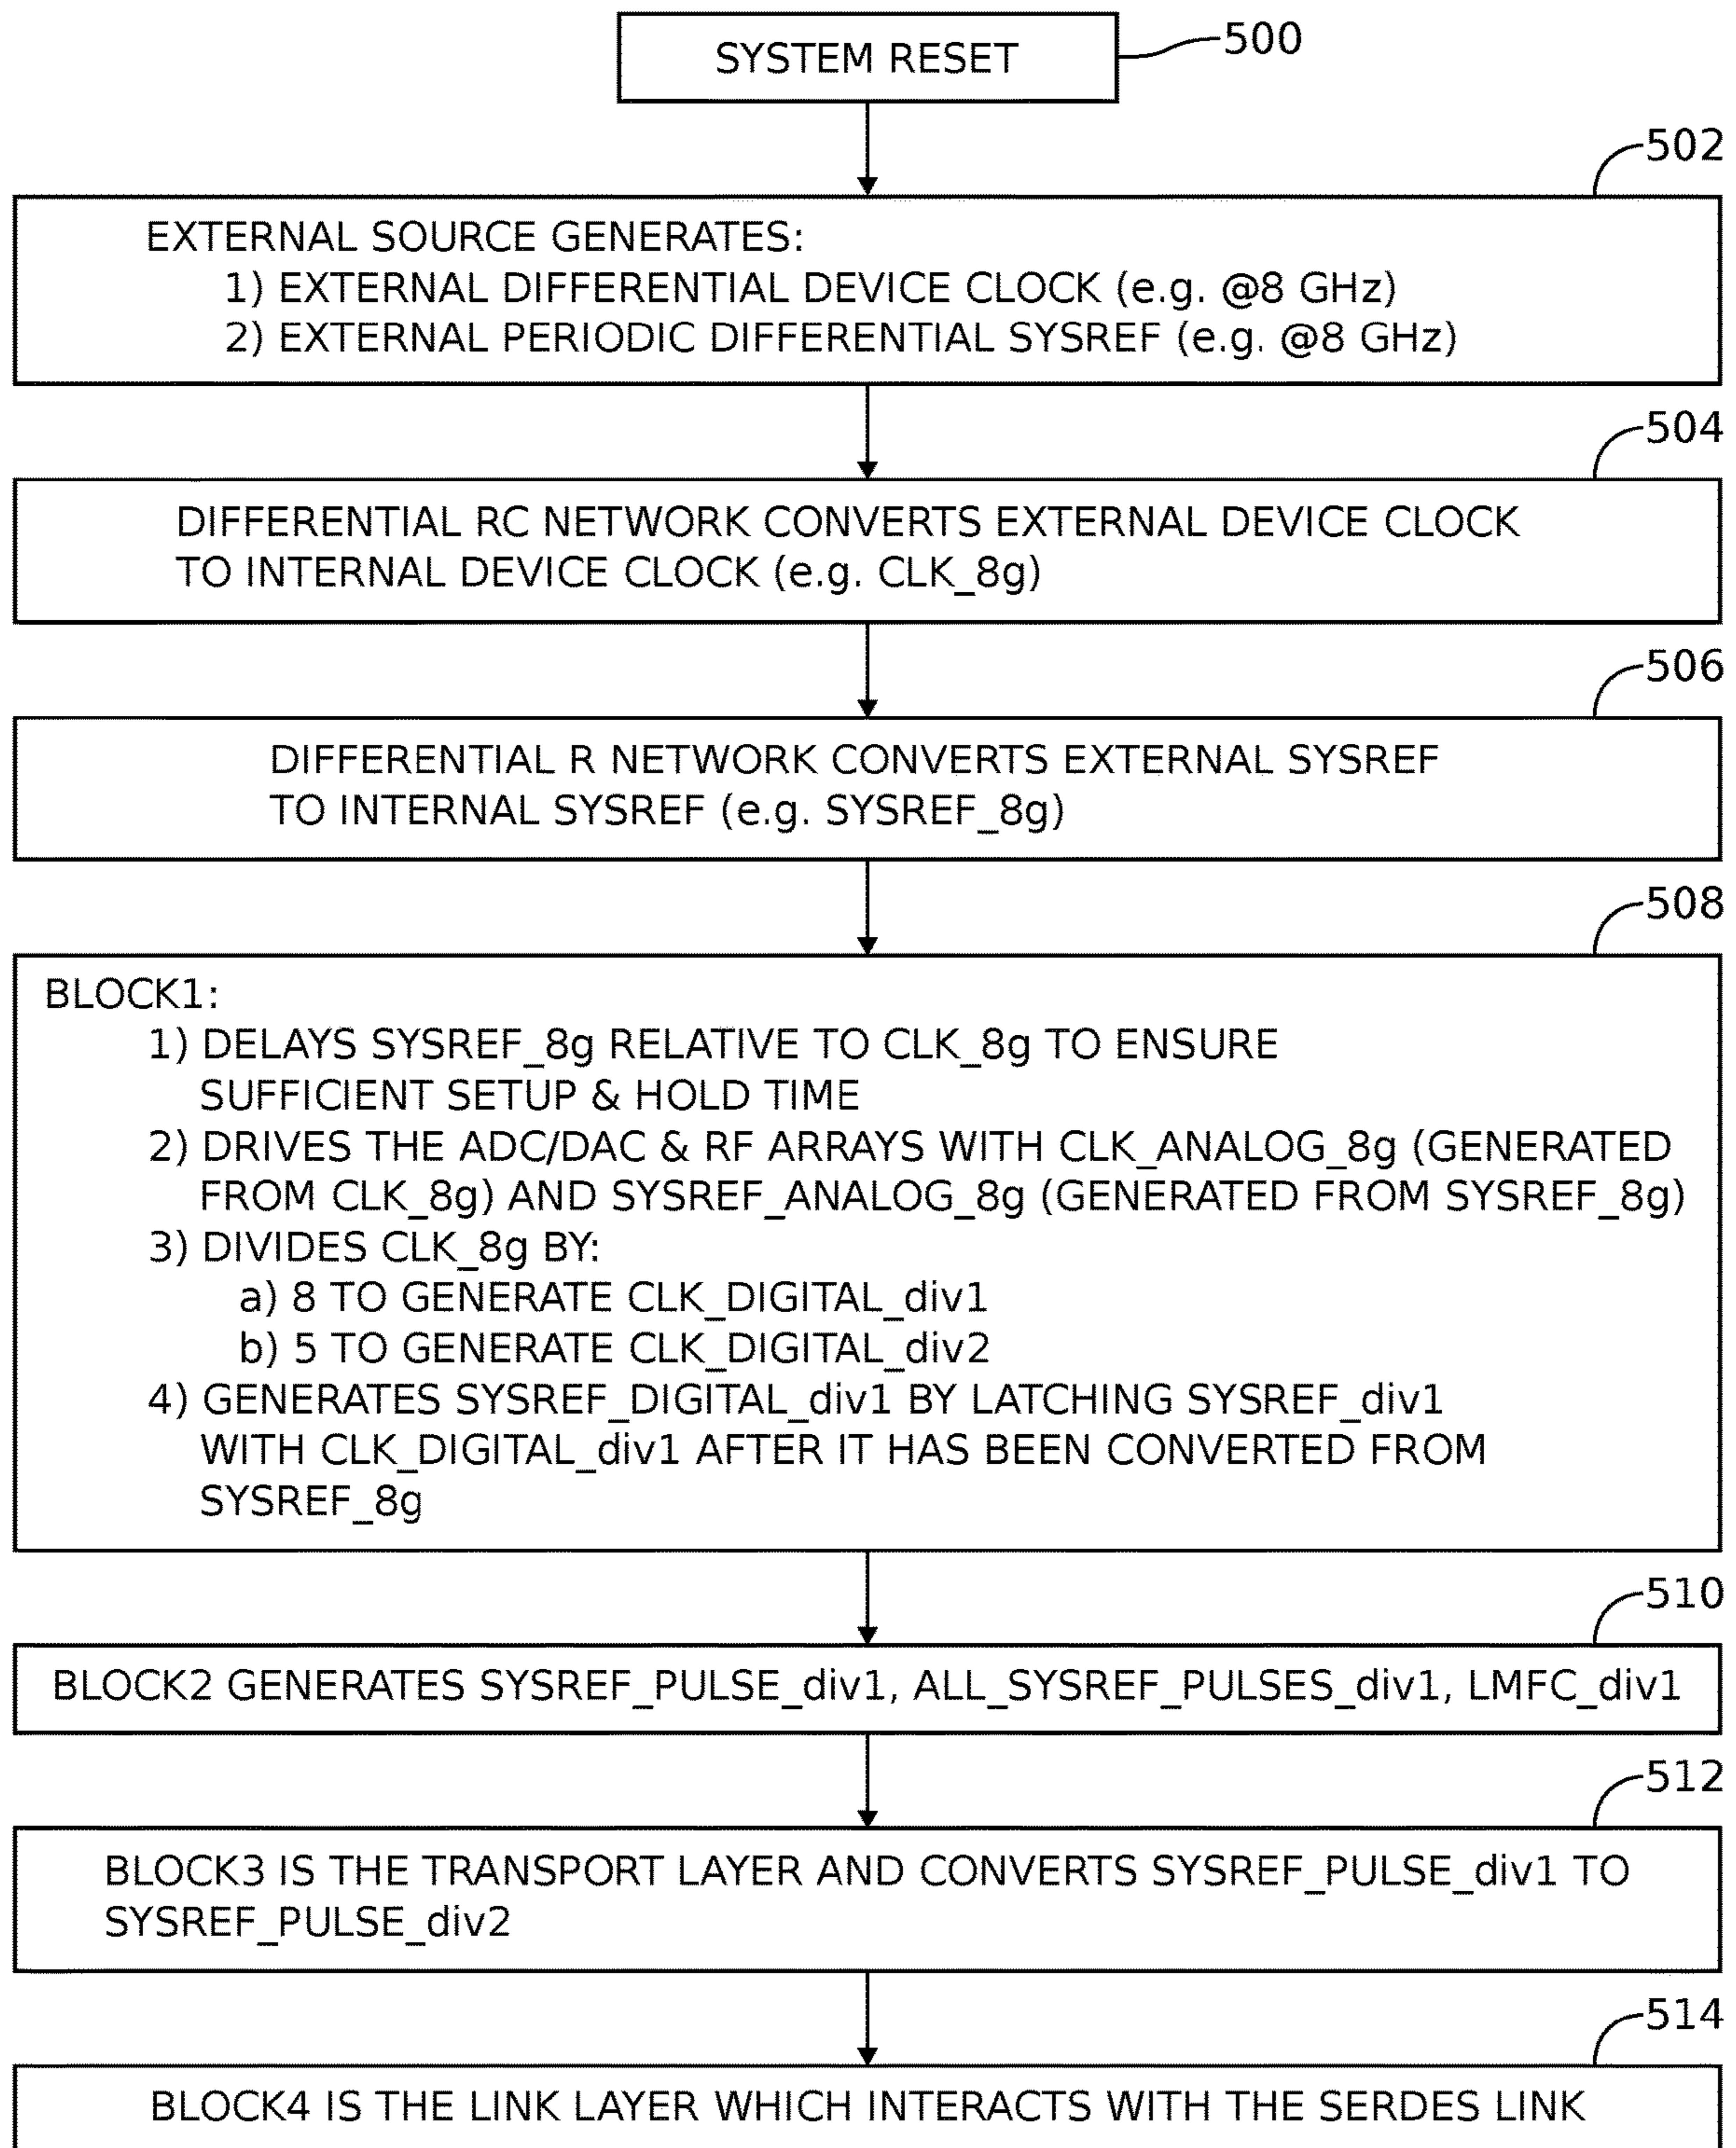 SYSTEM RESET
500
502
EXTERNAL SOURCE GENERATES:
1) EXTERNAL DIFFERENTIAL DEVICE CLOCK (e.g. @8 GHz)
2) EXTERNAL PERIODIC DIFFERENTIAL SYSREF (e.g. @8 GHz)
504
DIFFERENTIAL RC NETWORK CONVERTS EXTERNAL DEVICE CLOCK
TO INTERNAL DEVICE CLOCK (e.g. CLK_8g)
506
DIFFERENTIAL R NETWORK CONVERTS EXTERNAL SYSREF
TO INTERNAL SYSREF (e.g. SYSREF_8g)
508
BLOCK1:
1) DELAYS SYSREF_8g RELATIVE TO CLK_8g TO ENSURE
SUFFICIENT SETUP & HOLD TIME
2) DRIVES THE ADC/DAC & RF ARRAYS WITH CLK_ANALOG_8g (GENERATED
FROM CLK_8g) AND SYSREF_ANALOG_8g (GENERATED FROM SYSREF_8g)
3) DIVIDES CLK_8g BY:
a) 8 TO GENERATE CLK_DIGITAL_div1
b) 5 TO GENERATE CLK_DIGITAL_div2
4) GENERATES SYSREF_DIGITAL_div1 BY LATCHING SYSREF_div1
WITH CLK_DIGITAL_div1 AFTER IT HAS BEEN CONVERTED FROM
SYSREF_8g
510
BLOCK2 GENERATES SYSREF_PULSE_div1, ALL_SYSREF_PULSES_div1, LMFC_div1
512
BLOCK3 IS THE TRANSPORT LAYER AND CONVERTS SYSREF_PULSE_div1 TO
SYSREF_PULSE_div2
514
BLOCK4 IS THE LINK LAYER WHICH INTERACTS WITH THE SERDES LINK